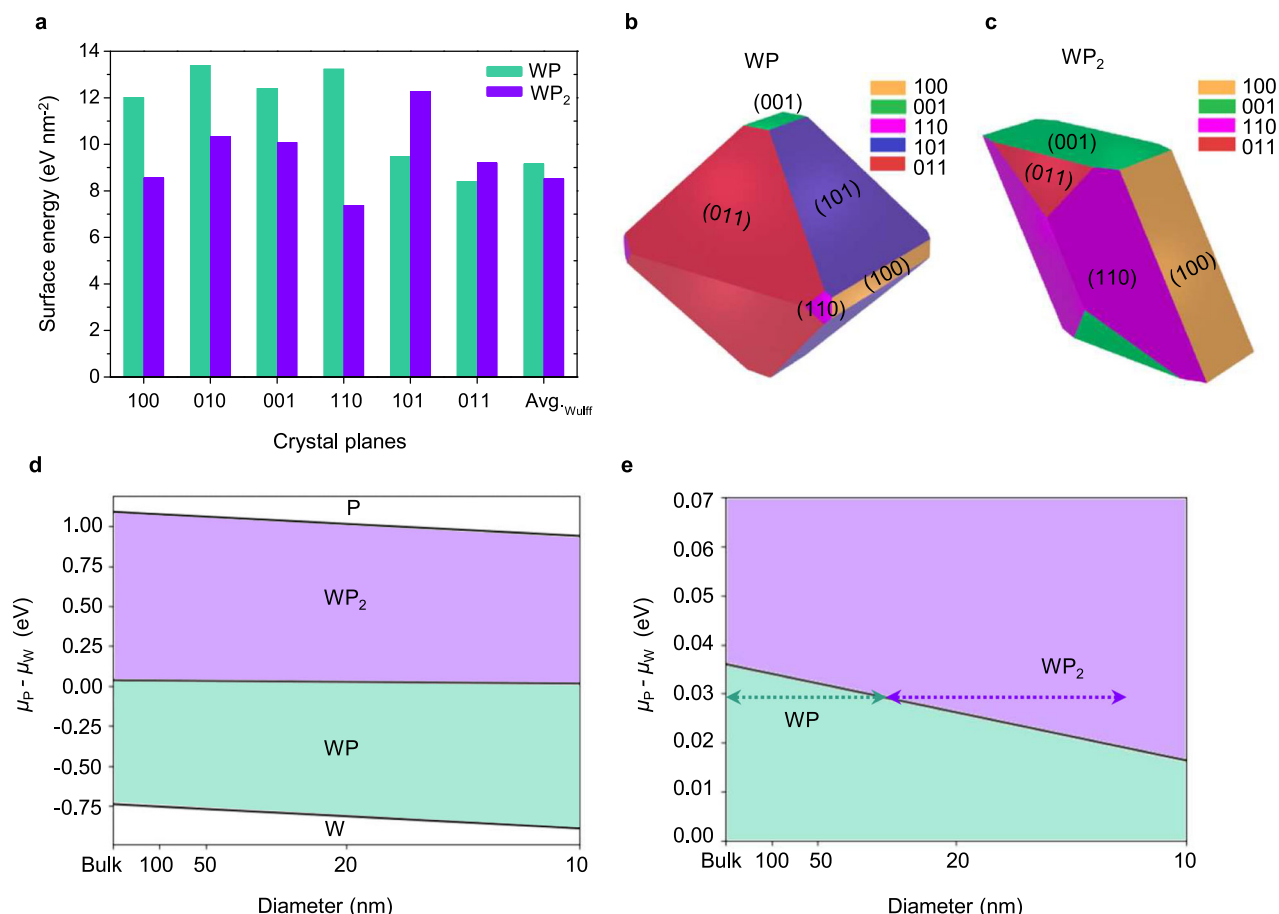 a
14
12
10
8
6
4
2
0
Surface energy (eV nm-2)
WP
WP2
100
010
001
110
101
011
Avg.Wulff
Crystal planes
b
WP
100
001
110
101
011
(001)
(011)
(101)
(100)
(110)
c
WP2
100
001
110
011
(001)
(011)
(110)
(100)
d
1.00
0.75
0.50
0.25
0.00
-0.25
-0.50
-0.75
μP - μW (eV)
P
WP2
WP
W
Bulk
100
50
20
10
Diameter (nm)
e
0.07
0.06
0.05
0.04
0.03
0.02
0.01
0.00
μP - μW (eV)
WP2
WP
Bulk
100
50
20
10
Diameter (nm)